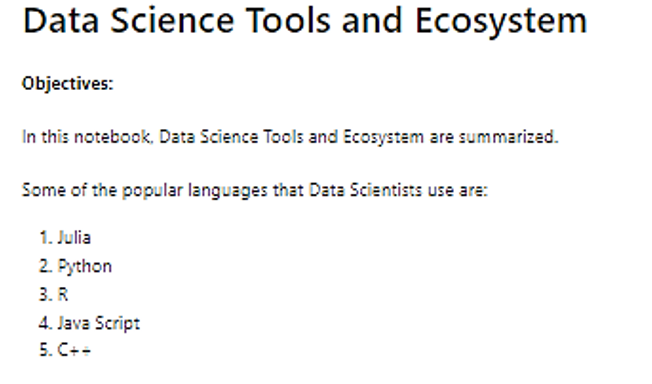 Data Science Tools and Ecosystem
Objectives:
In this notebook, Data Science Tools and Ecosystem are summarized.
Some of the popular languages that Data Scientists use are:
1. Julia
2. Python
3. R
4. Java Script
5. C++